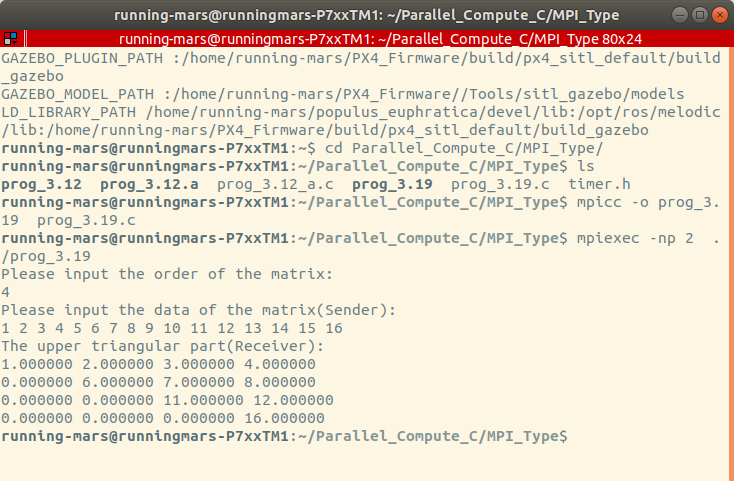 running-mars@runningmars-P7xxTM1: ~/Parallel_Compute_C/MPI_Type
running-mars@runningmars-P7xxTM1: ~/Parallel_Compute_C/MPI_Type 80x24
GAZEBO_PLUGIN_PATH :/home/running-mars/PX4_Firmware/build/px4_sitl_default/build
_gazebo
GAZEBO_MODEL_PATH :/home/running-mars/PX4_Firmware//Tools/sitl_gazebo/models
LD_LIBRARY_PATH /home/running-mars/populus_euphratica/devel/lib:/opt/ros/melodic
/lib:/home/running-mars/PX4_Firmware/build/px4_sitl_default/build_gazebo
running-mars@runningmars-P7xxTM1:~$ cd Parallel_Compute_C/MPI_Type/
running-mars@runningmars-P7xxTM1:~/Parallel_Compute_C/MPI_Type$ ls
prog_3.12  prog_3.12.a  prog_3.12_a.c  prog_3.19  prog_3.19.c  timer.h
running-mars@runningmars-P7xxTM1:~/Parallel_Compute_C/MPI_Type$ mpicc -o prog_3.
19  prog_3.19.c
running-mars@runningmars-P7xxTM1:~/Parallel_Compute_C/MPI_Type$ mpiexec -np 2  .
/prog_3.19
Please input the order of the matrix:
4
Please input the data of the matrix(Sender):
1 2 3 4 5 6 7 8 9 10 11 12 13 14 15 16
The upper triangular part(Receiver):
1.000000 2.000000 3.000000 4.000000
0.000000 6.000000 7.000000 8.000000
0.000000 0.000000 11.000000 12.000000
0.000000 0.000000 0.000000 16.000000
running-mars@runningmars-P7xxTM1:~/Parallel_Compute_C/MPI_Type$